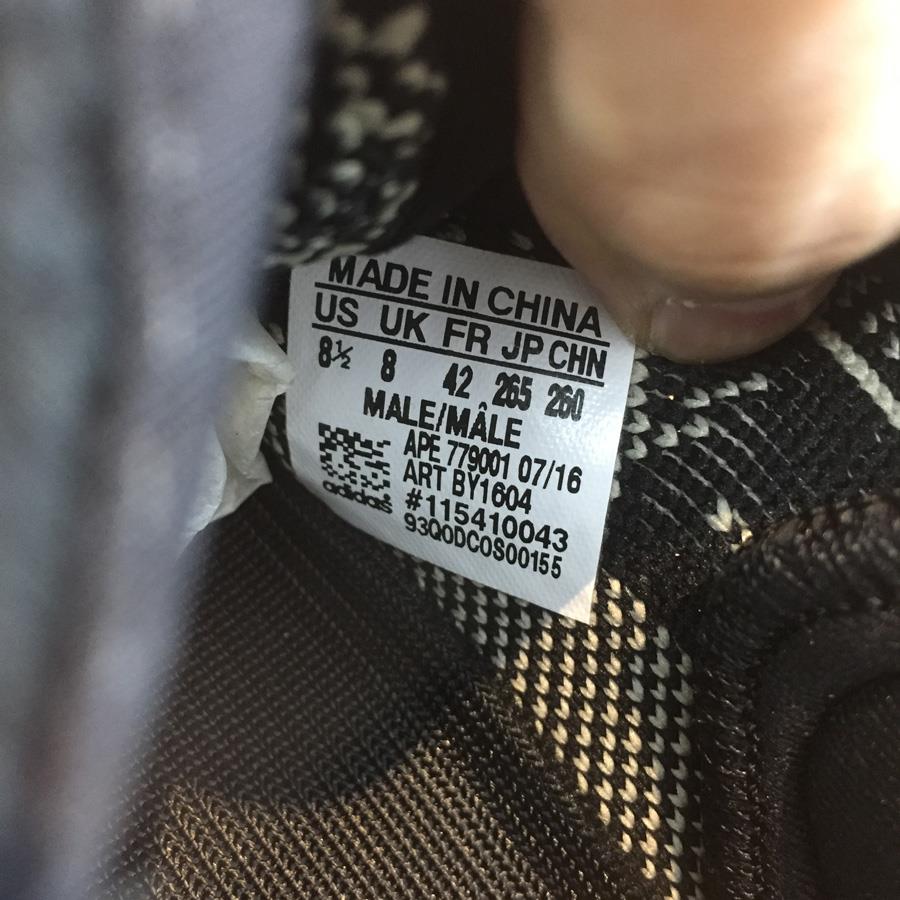 MADE IN CHINA
US UK FR JP CHN
8½ 8 42 265 260
MALE/MÂLE
APE 779001 07/16
ART BY1604
#115410043
93Q0DC0S00155
adidas